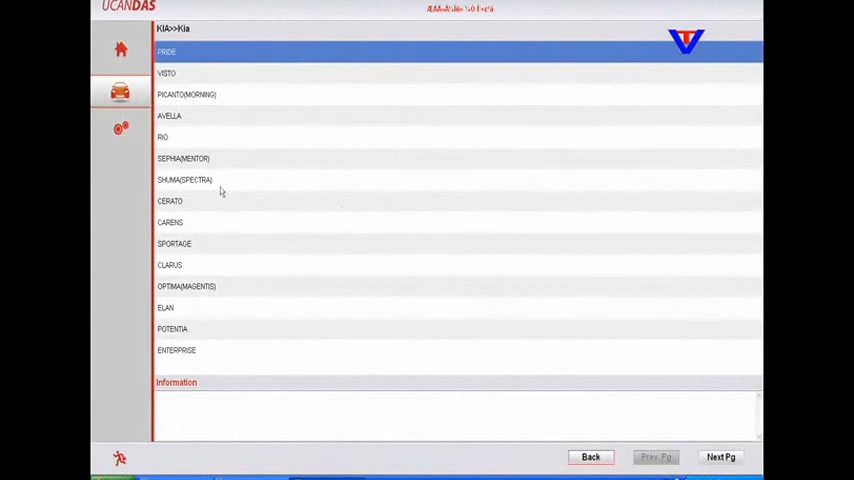 UCANDAS
KIA>>Kia
PRIDE
VISTO
PICANTO(MORNING)
AVELLA
RIO
SEPHIA(MENTOR)
SHUMA(SPECTRA)
CERATO
CARENS
SPORTAGE
CLARUS
OPTIMA(MAGENTIS)
ELAN
POTENTIA
ENTERPRISE
Information
Back
Prev. Pg
Next Pg